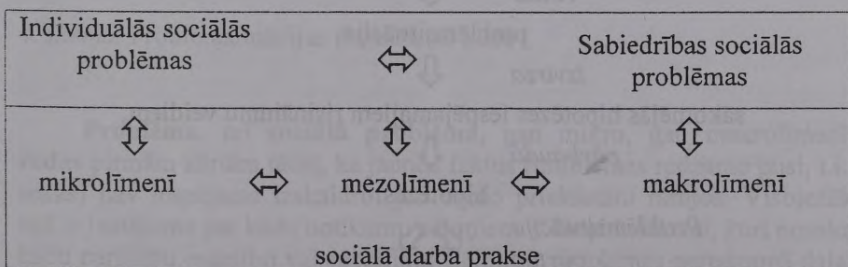 Individuālās sociālās
problēmas
⇔
Sabiedrības sociālās
problēmas
mikrolīmenī ⇔ mezolīmenī ⇔ makrolīmenī
sociālā darba prakse